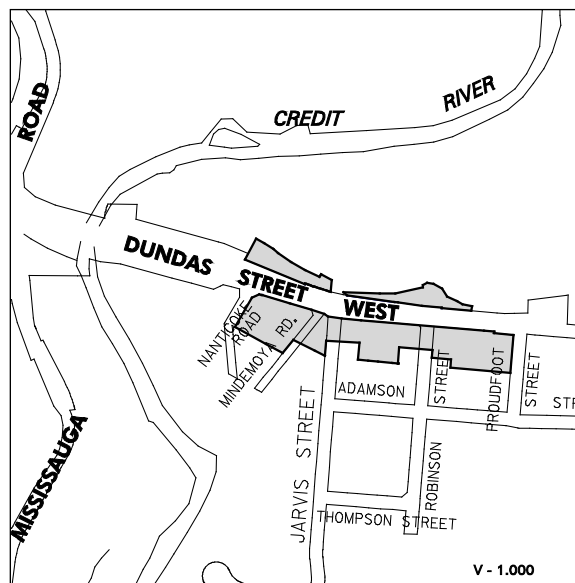 CREDIT RIVER
MISSISSAUGA ROAD
DUNDAS STREET WEST
NANTICOKE ROAD
MINDEMOYA RD.
ADAMSON
STR
JARVIS STREET
ROBINSON STREET
PROUDFOOT STREET
THOMPSON STREET
V - 1.000